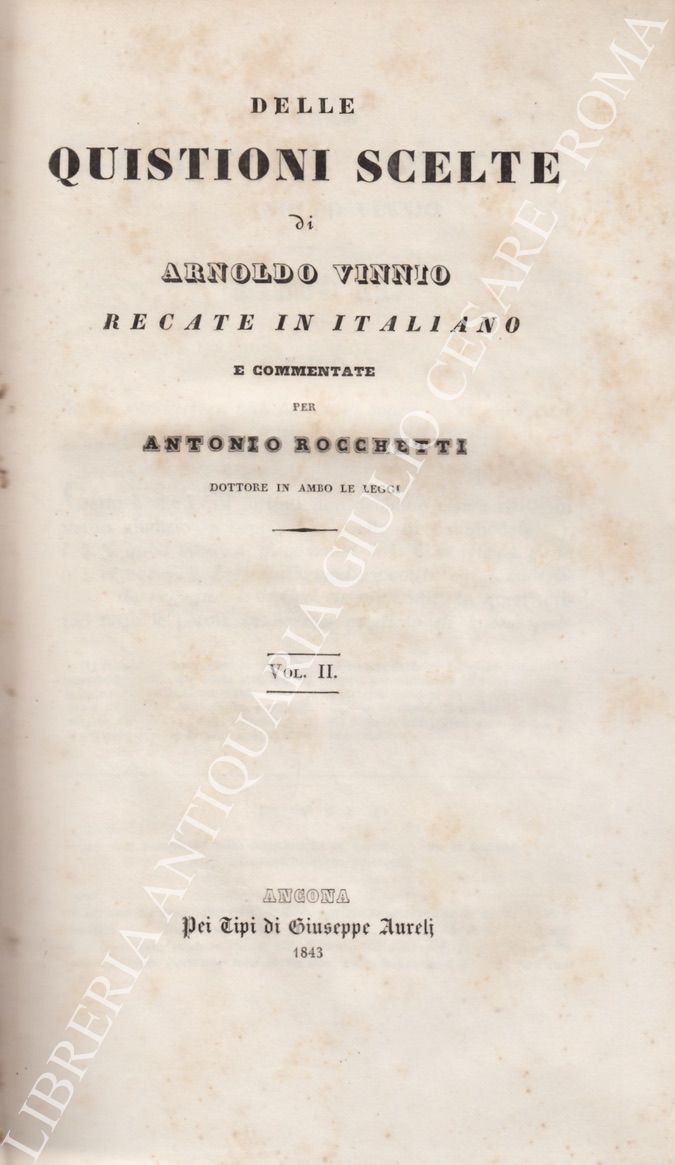 DELLE
QUISTIONI SCELTE
di
ARNOLDO VINNIO
RECATE IN ITALIANO
E COMMENTATE
PER
ANTONIO ROCCHETTI
DOTTORE IN AMBO LE LEGGI
VOL. II.
ANCONA
Pei Tipi di Giuseppe Aurelj
1843
LIBRERIA ANTIQUARIA GIULIO CESARE - ROMA